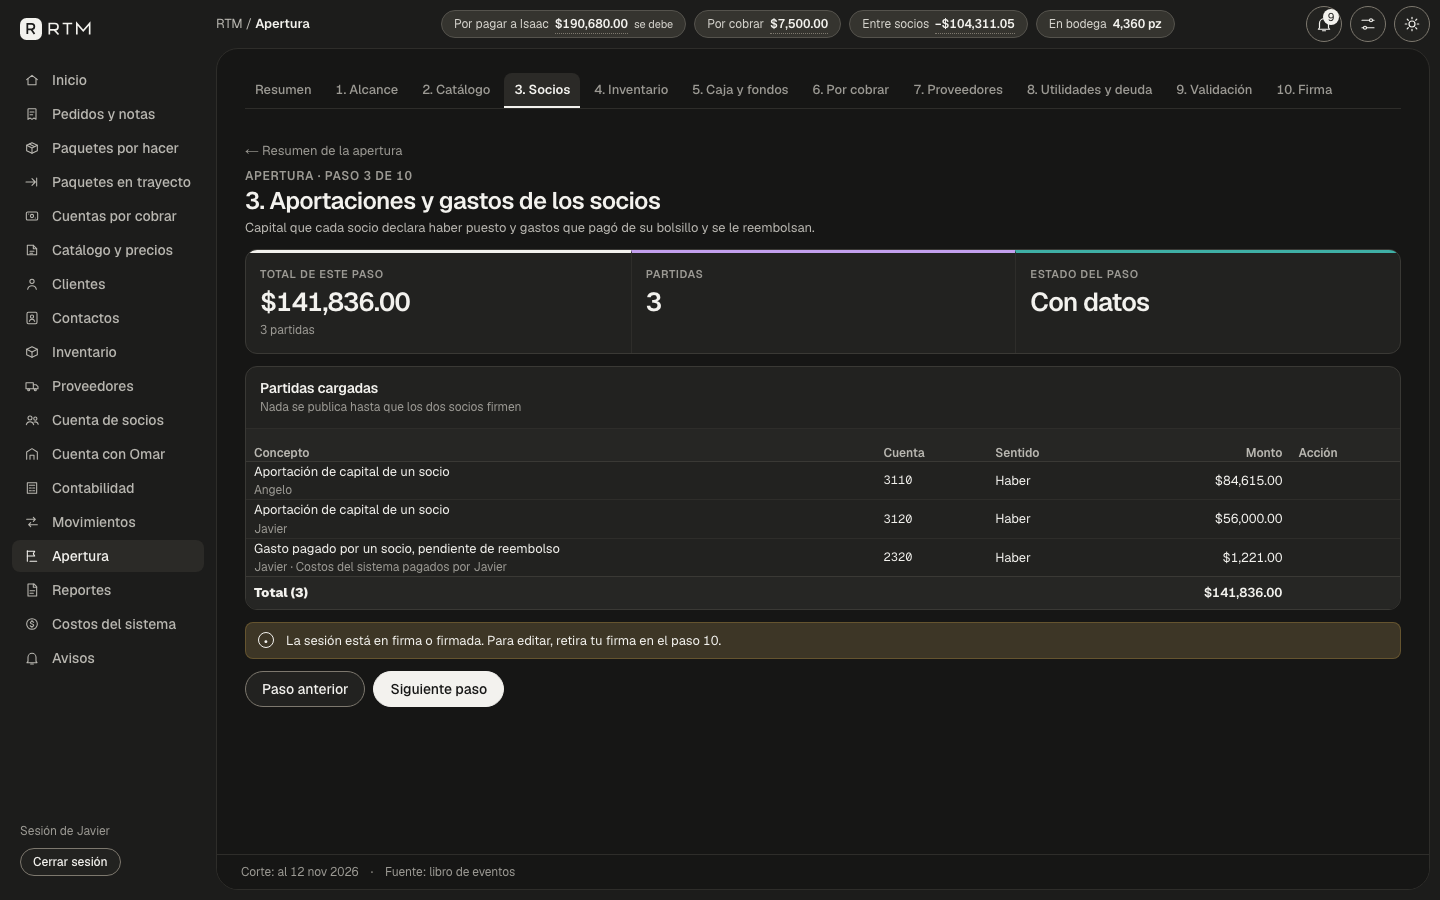 R RTM
RTM / Apertura
Por pagar a Isaac $190,680.00 se debe
Por cobrar $7,500.00
Entre socios −$104,311.05
En bodega 4,360 pz
9
Inicio
Pedidos y notas
Paquetes por hacer
Paquetes en trayecto
Cuentas por cobrar
Catálogo y precios
Clientes
Contactos
Inventario
Proveedores
Cuenta de socios
Cuenta con Omar
Contabilidad
Movimientos
Apertura
Reportes
Costos del sistema
Avisos
Sesión de Javier
Cerrar sesión
Resumen 1. Alcance 2. Catálogo 3. Socios 4. Inventario 5. Caja y fondos 6. Por cobrar 7. Proveedores 8. Utilidades y deuda 9. Validación 10. Firma
← Resumen de la apertura
APERTURA · PASO 3 DE 10
3. Aportaciones y gastos de los socios
Capital que cada socio declara haber puesto y gastos que pagó de su bolsillo y se le reembolsan.
TOTAL DE ESTE PASO
$141,836.00
3 partidas
PARTIDAS
3
ESTADO DEL PASO
Con datos
Partidas cargadas
Nada se publica hasta que los dos socios firmen
Concepto Cuenta Sentido Monto Acción
Aportación de capital de un socio 3110 Haber $84,615.00
Angelo
Aportación de capital de un socio 3120 Haber $56,000.00
Javier
Gasto pagado por un socio, pendiente de reembolso 2320 Haber $1,221.00
Javier · Costos del sistema pagados por Javier
Total (3) $141,836.00
La sesión está en firma o firmada. Para editar, retira tu firma en el paso 10.
Paso anterior
Siguiente paso
Corte: al 12 nov 2026 · Fuente: libro de eventos